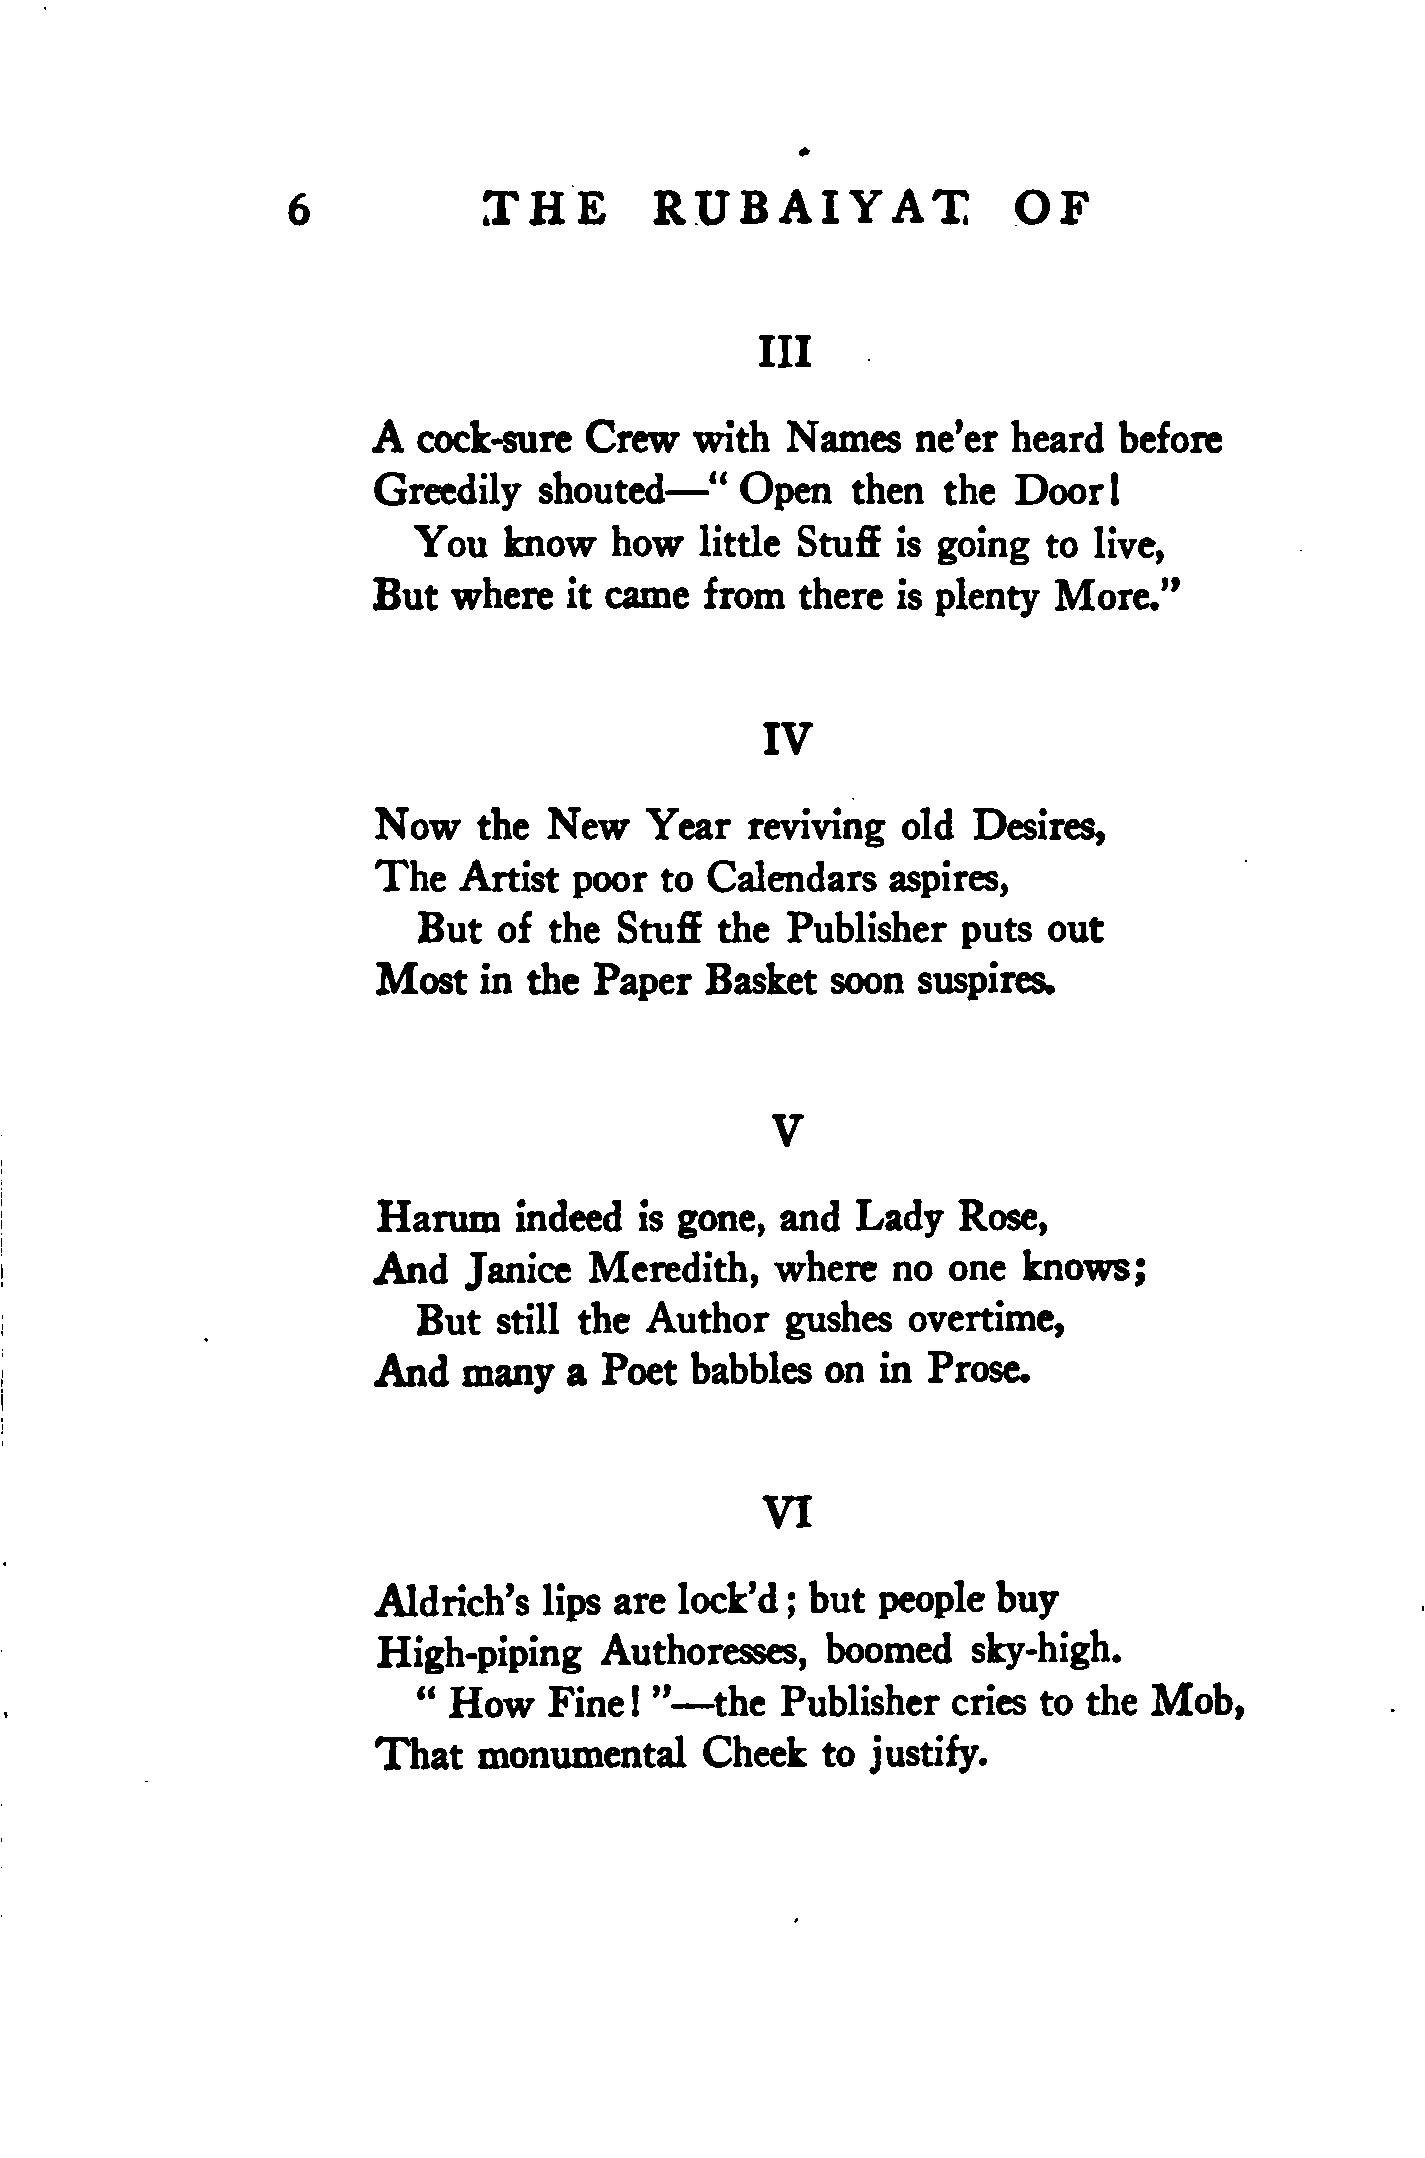 6 THE RUBAIYAT OF
III
A cock-sure Crew with Names ne'er heard before
Greedily shouted—“ Open then the Door!
You know how little Stuff is going to live,
But where it came from there is plenty More.”
IV
Now the New Year reviving old Desires,
The Artist poor to Calendars aspires,
But of the Stuff the Publisher puts out
Most in the Paper Basket soon suspires.
V
Harum indeed is gone, and Lady Rose,
And Janice Meredith, where no one knows;
But still the Author gushes overtime,
And many a Poet babbles on in Prose.
VI
Aldrich's lips are lock'd ; but people buy
High-piping Authoresses, boomed sky-high.
“ How Fine! ”—the Publisher cries to the Mob,
That monumental Cheek to justify.